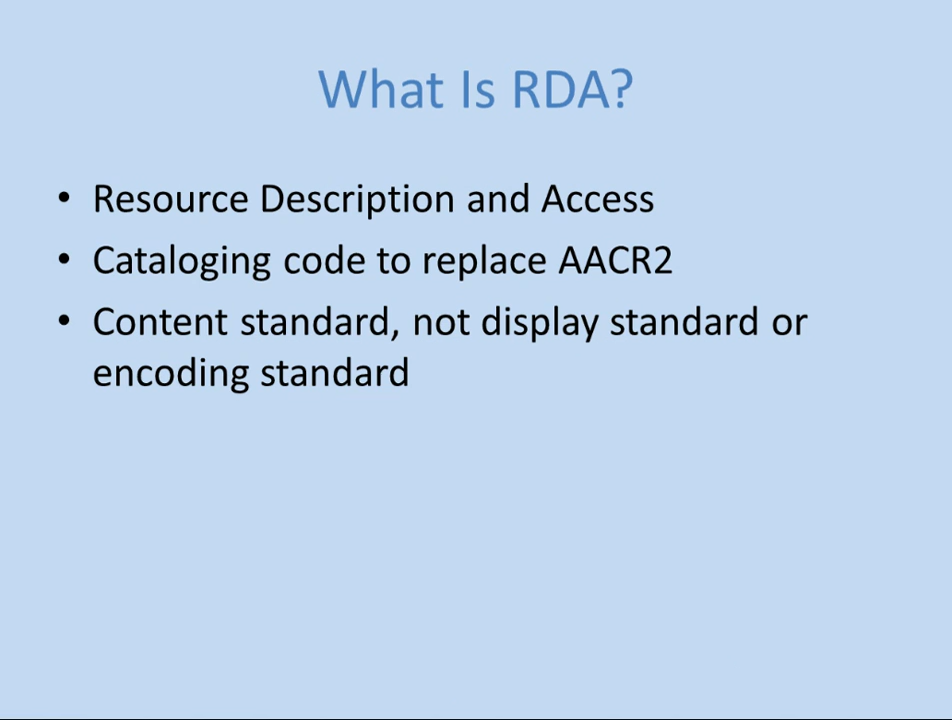 What Is RDA?
• Resource Description and Access
• Cataloging code to replace AACR2
• Content standard, not display standard or
encoding standard